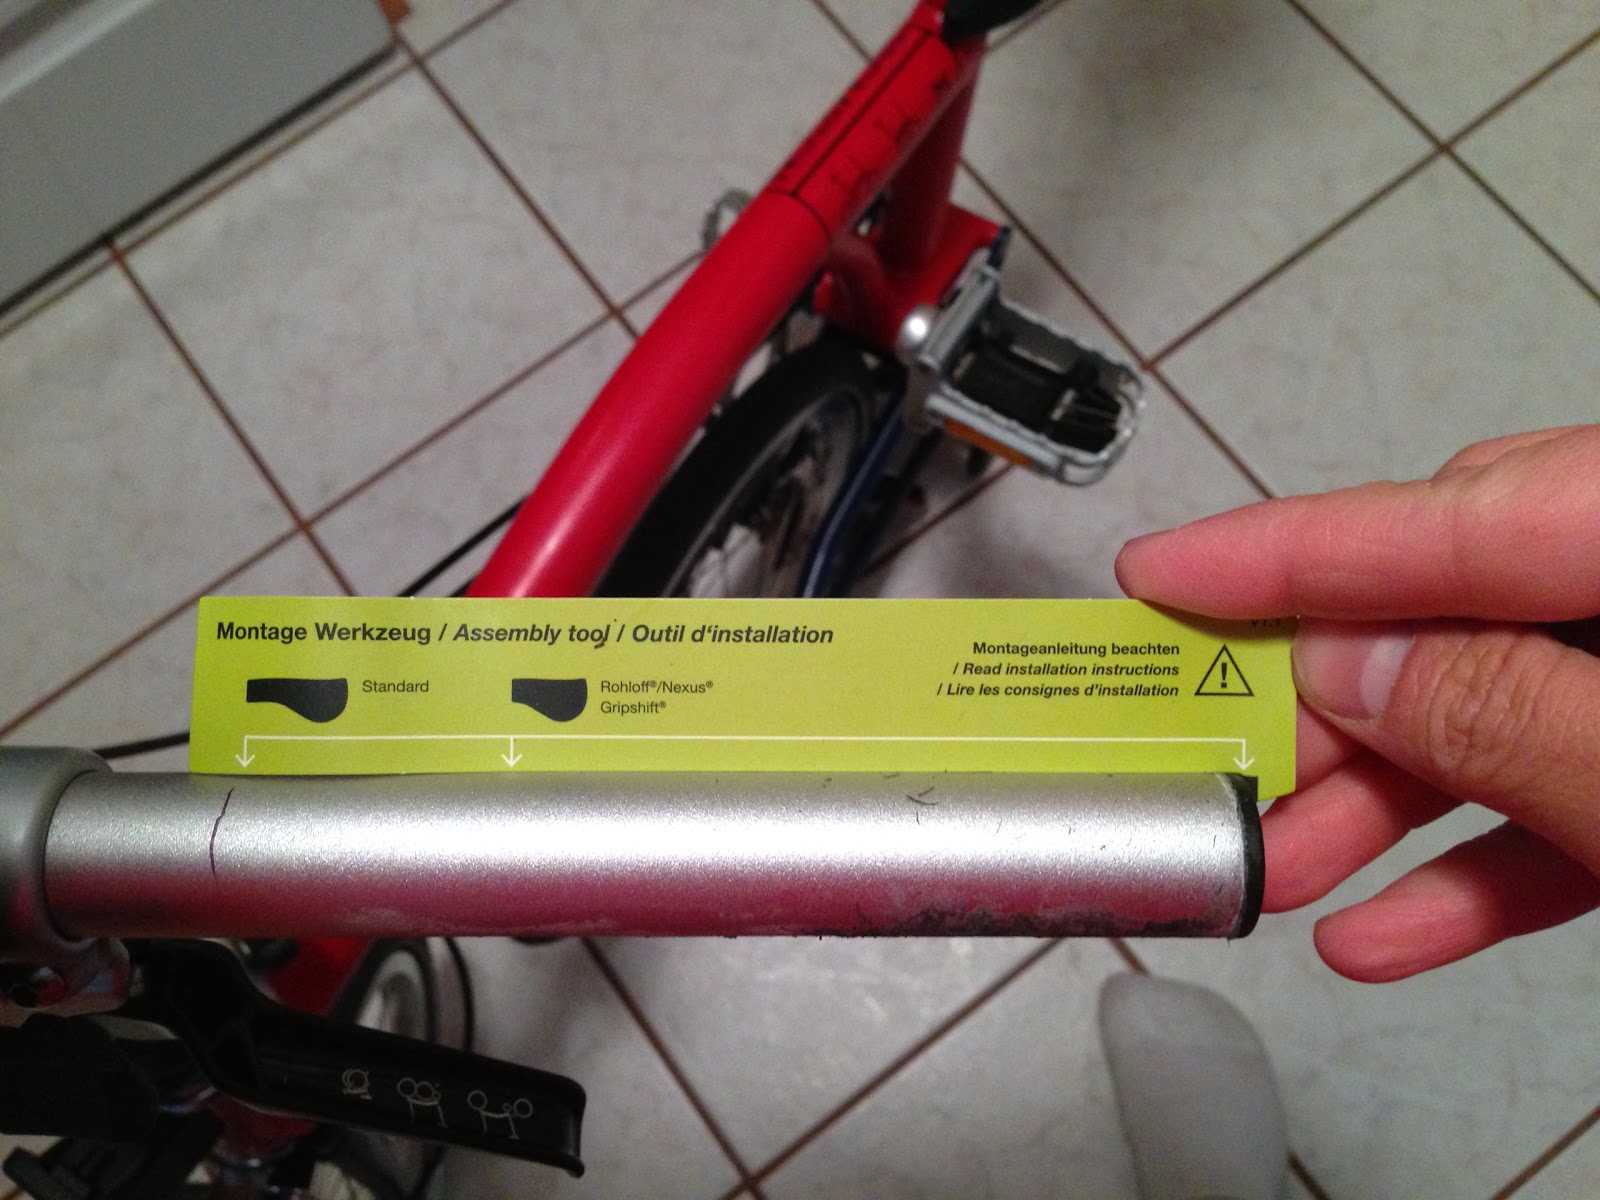 Montage Werkzeug / Assembly tool / Outil d‘installation
Standard
Rohloff®/Nexus®
Gripshift®
Montageanleitung beachten
/ Read installation instructions
/ Lire les consignes d’installation